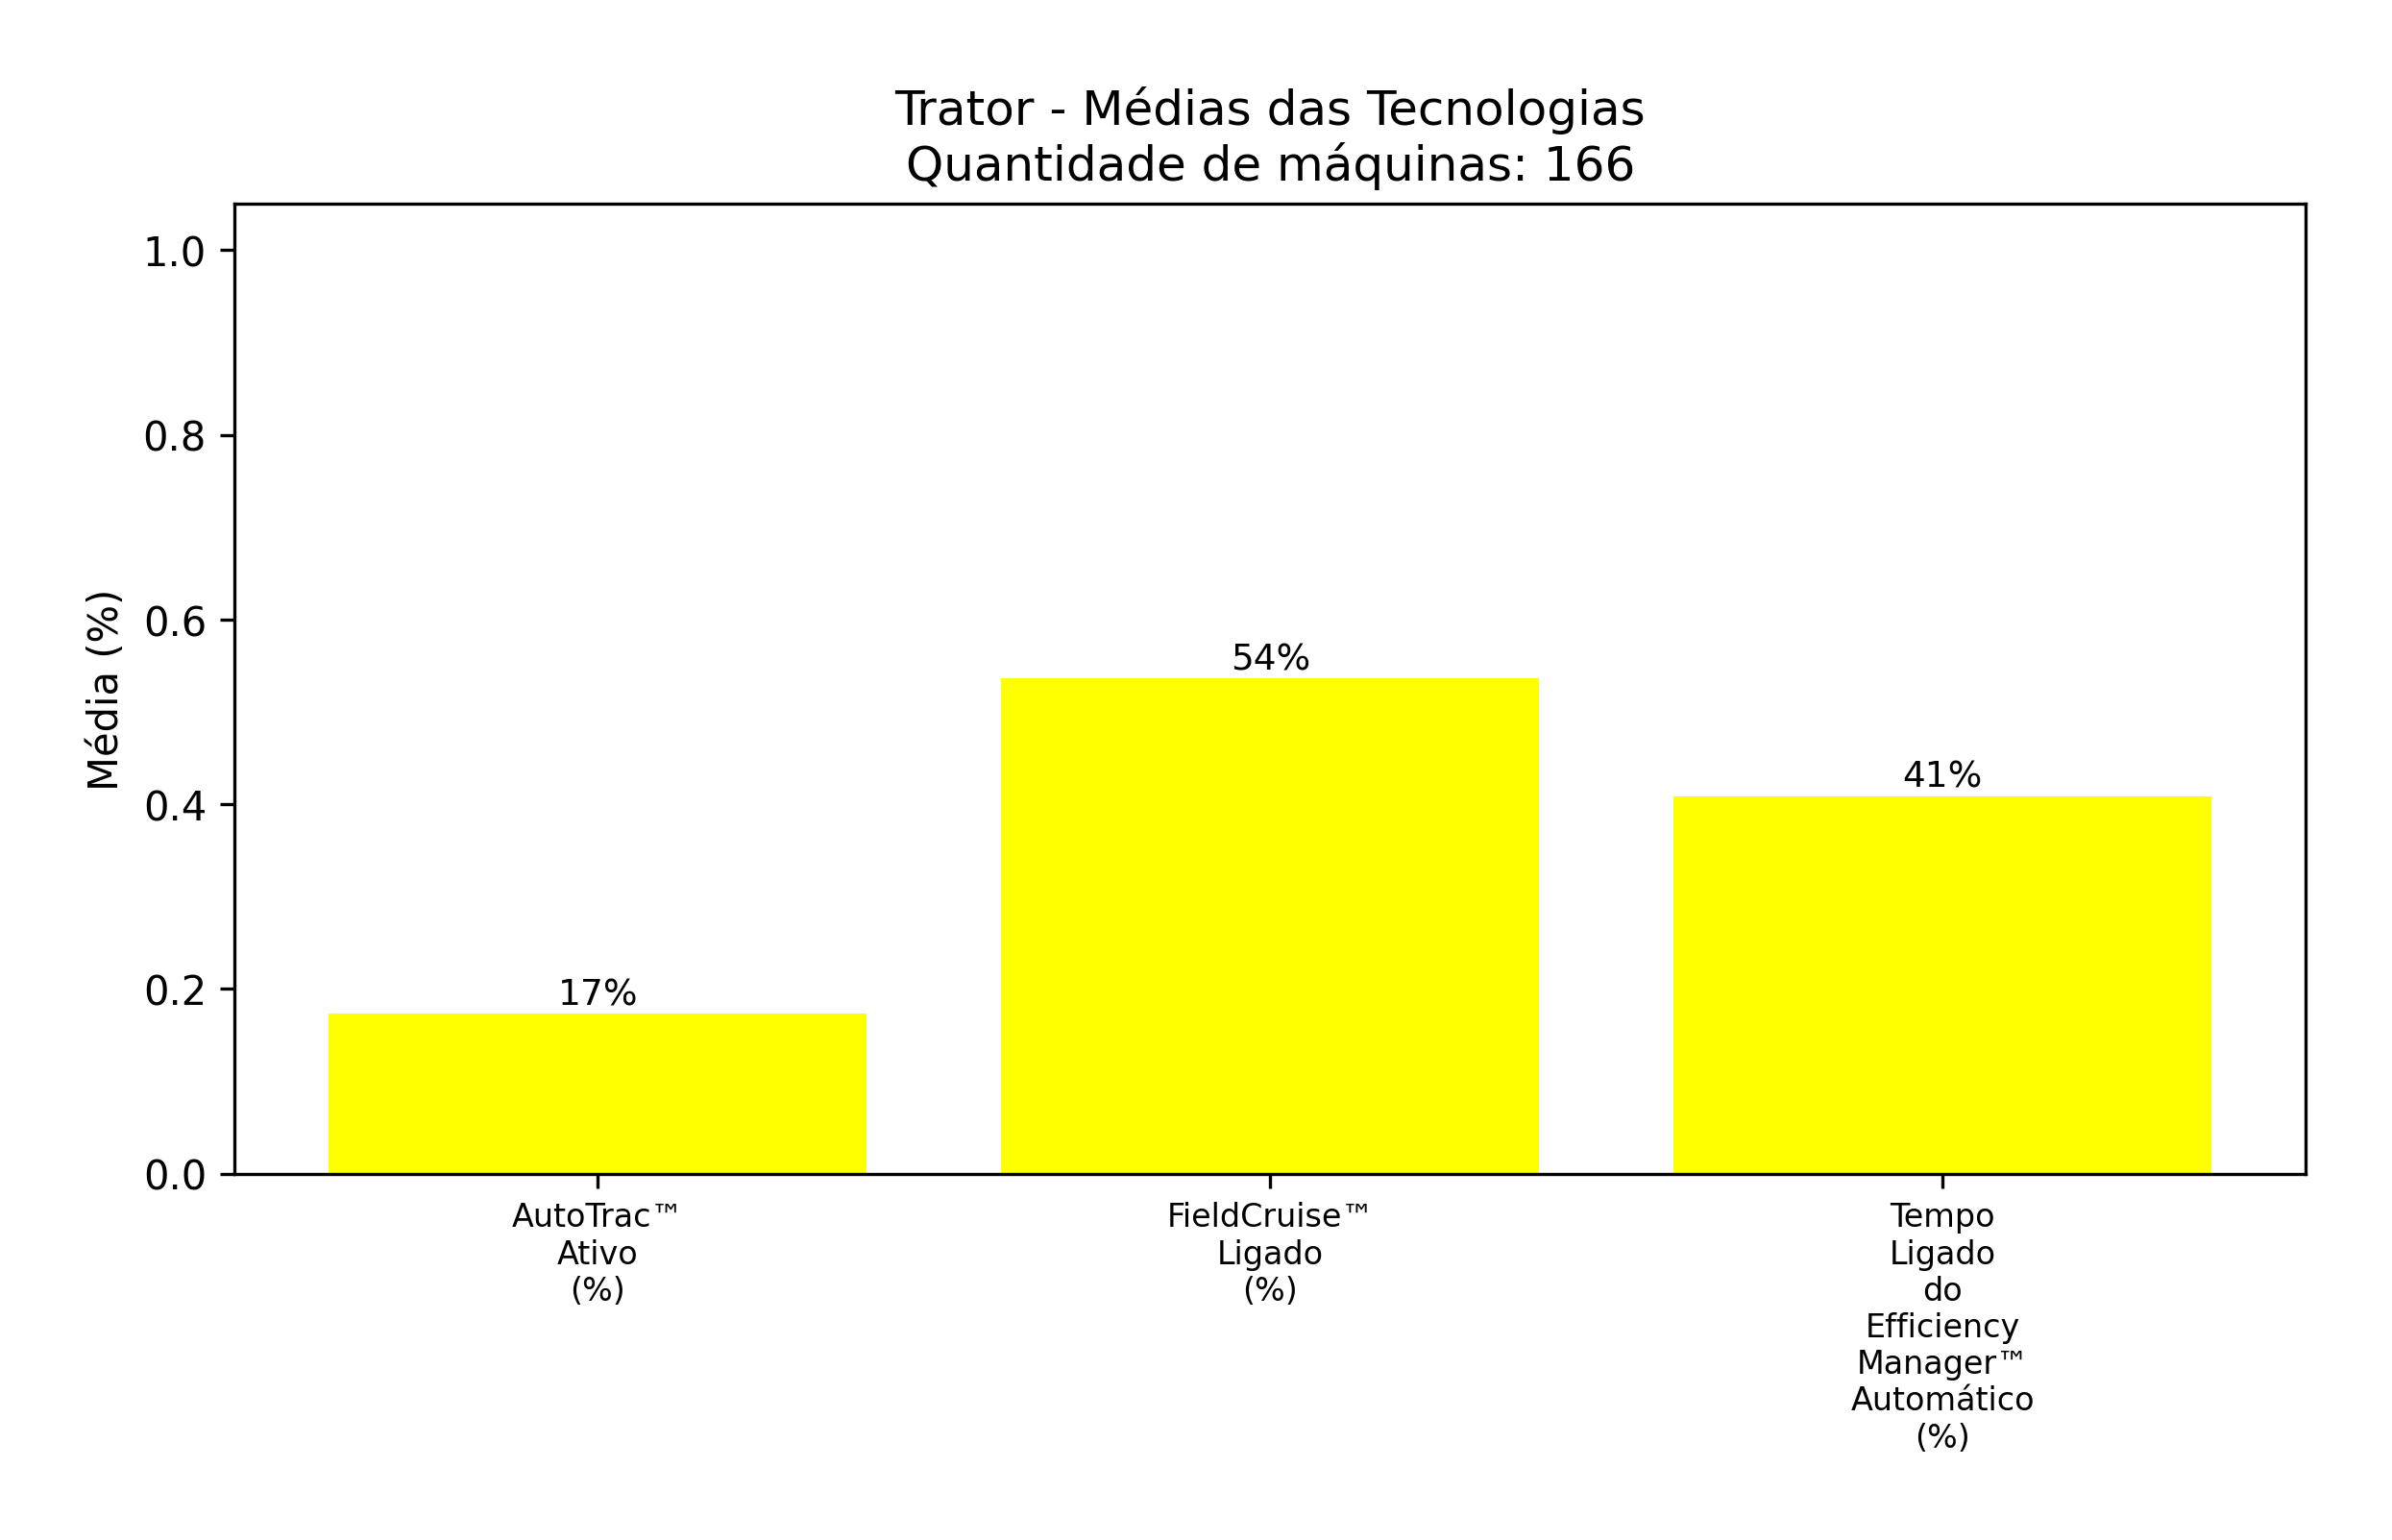 Trator - Médias das Tecnologias
Quantidade de máquinas: 166
Média (%)
1.0
0.8
0.6
0.4
0.2
0.0
17%
54%
41%
AutoTrac™
Ativo
(%)
FieldCruise™
Ligado
(%)
Tempo
Ligado
do
Efficiency
Manager™
Automático
(%)